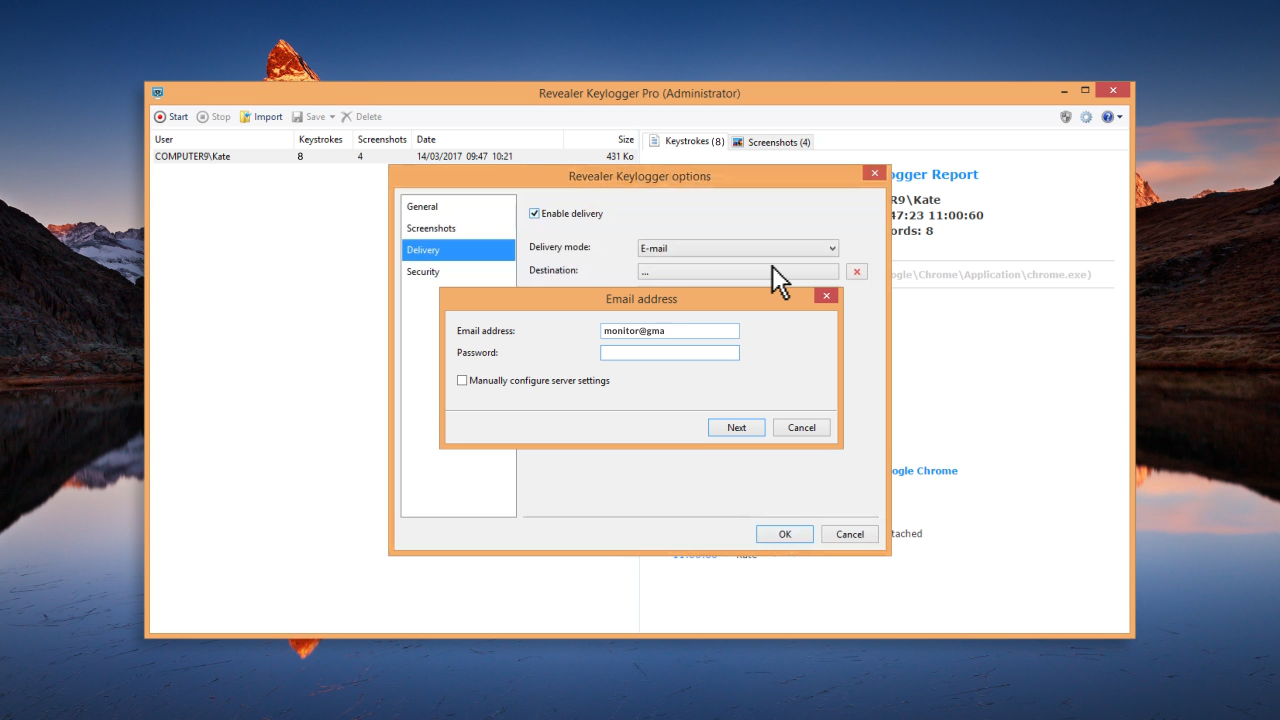 Revealer Keylogger Pro (Administrator)
Start Stop Import Save Delete
User Keystrokes Screenshots Date Size
Keystrokes (8) Screenshots (4)
COMPUTER9\Kate 8 4 14/03/2017 09:47 10:21 431 Ko
Revealer Keylogger options
ogger Report
R9\Kate
47:23 11:00:60
ords: 8
ogle\Chrome\Application\chrome.exe)
General
Screenshots
Delivery
Security
Enable delivery
Delivery mode: E-mail
Destination: ...
Email address
Email address: monitor@gma
Password:
Manually configure server settings
Next Cancel
ogle Chrome
tached
OK Cancel